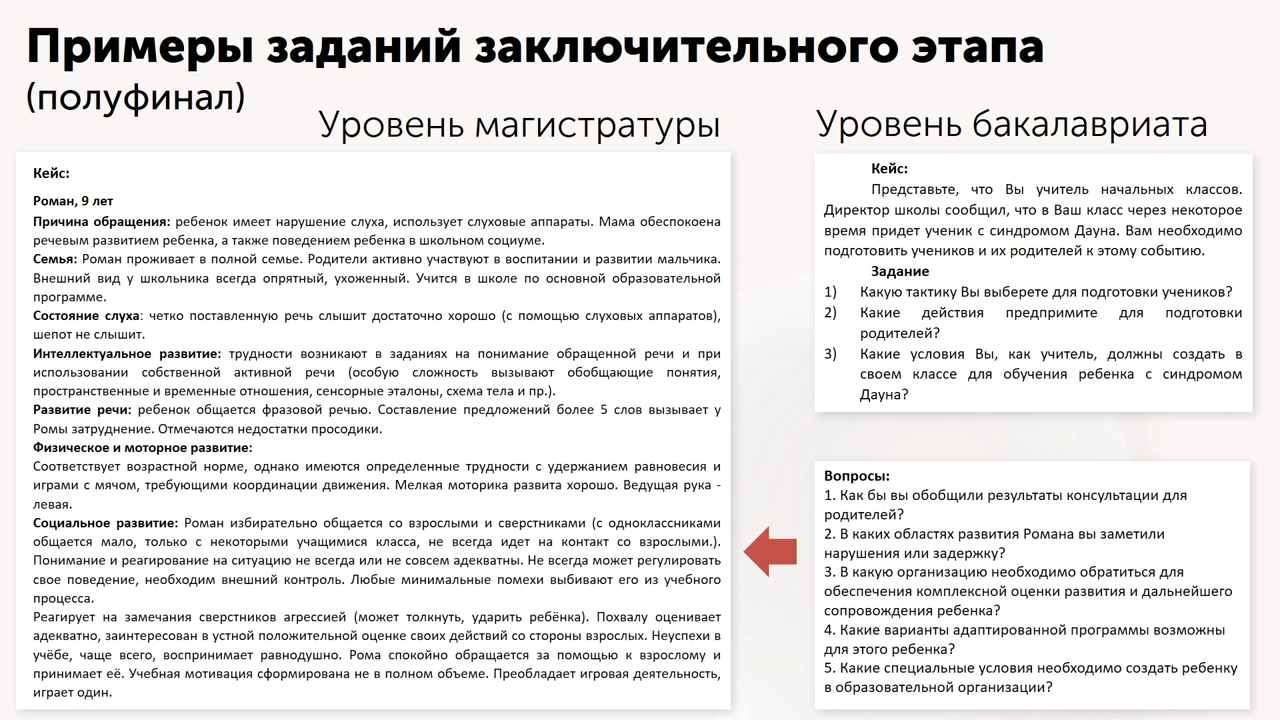 Примеры заданий заключительного этапа
(полуфинал)
Уровень магистратуры
Кейс:
Роман, 9 лет
Причина обращения: ребенок имеет нарушение слуха, использует слуховые аппараты. Мама обеспокоена
речевым развитием ребенка, а также поведением ребенка в школьном социуме.
Семья: Роман проживает в полной семье. Родители активно участвуют в воспитании и развитии мальчика.
Внешний вид у школьника всегда опрятный, ухоженный. Учится в школе по основной образовательной
программе.
Состояние слуха: четко поставленную речь слышит достаточно хорошо (с помощью слуховых аппаратов),
шепот не слышит.
Интеллектуальное развитие: трудности возникают в заданиях на понимание обращенной речи и при
использовании собственной активной речи (особую сложность вызывают обобщающие понятия,
пространственные и временные отношения, сенсорные эталоны, схема тела и пр.).
Развитие речи: ребенок общается фразовой речью. Составление предложений более 5 слов вызывает у
Ромы затруднение. Отмечаются недостатки просодики.
Физическое и моторное развитие:
Соответствует возрастной норме, однако имеются определенные трудности с удержанием равновесия и
играми с мячом, требующими координации движения. Мелкая моторика развита хорошо. Ведущая рука -
левая.
Социальное развитие: Роман избирательно общается со взрослыми и сверстниками (с одноклассниками
общается мало, только с некоторыми учащимися класса, не всегда идет на контакт со взрослыми.).
Понимание и реагирование на ситуацию не всегда или не совсем адекватны. Не всегда может регулировать
свое поведение, необходим внешний контроль. Любые минимальные помехи выбивают его из учебного
процесса.
Реагирует на замечания сверстников агрессией (может толкнуть, ударить ребёнка). Похвалу оценивает
адекватно, заинтересован в устной положительной оценке своих действий со стороны взрослых. Неуспехи в
учёбе, чаще всего, воспринимает равнодушно. Рома спокойно обращается за помощью к взрослому и
принимает её. Учебная мотивация сформирована не в полном объеме. Преобладает игровая деятельность,
играет один.
Уровень бакалавриата
Кейс:
Представьте, что Вы учитель начальных классов.
Директор школы сообщил, что в Ваш класс через некоторое
время придет ученик с синдромом Дауна. Вам необходимо
подготовить учеников и их родителей к этому событию.
Задание
1) Какую тактику Вы выберете для подготовки учеников?
2) Какие действия предпримите для подготовки
родителей?
3) Какие условия Вы, как учитель, должны создать в
своем классе для обучения ребенка с синдромом
Дауна?
Вопросы:
1. Как бы вы обобщили результаты консультации для
родителей?
2. В каких областях развития Романа вы заметили
нарушения или задержку?
3. В какую организацию необходимо обратиться для
обеспечения комплексной оценки развития и дальнейшего
сопровождения ребенка?
4. Какие варианты адаптированной программы возможны
для этого ребенка?
5. Какие специальные условия необходимо создать ребенку
в образовательной организации?